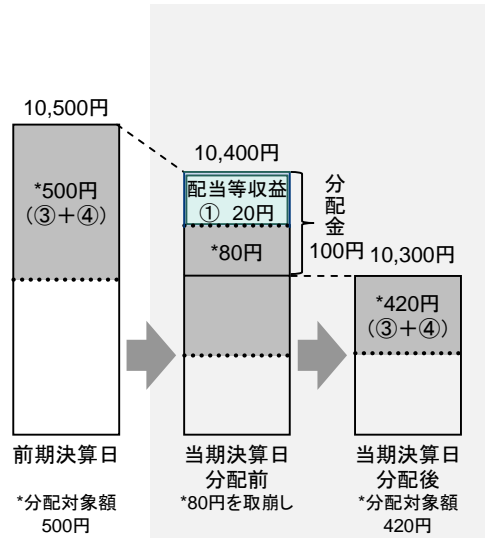 10,500円
*500円
（③＋④）
10,400円
配当等収益
① 20円
*80円
分配金
100円
10,300円
*420円
（③＋④）
前期決算日
*分配対象額
500円
当期決算日
分配前
*80円を取崩し
当期決算日
分配後
*分配対象額
420円